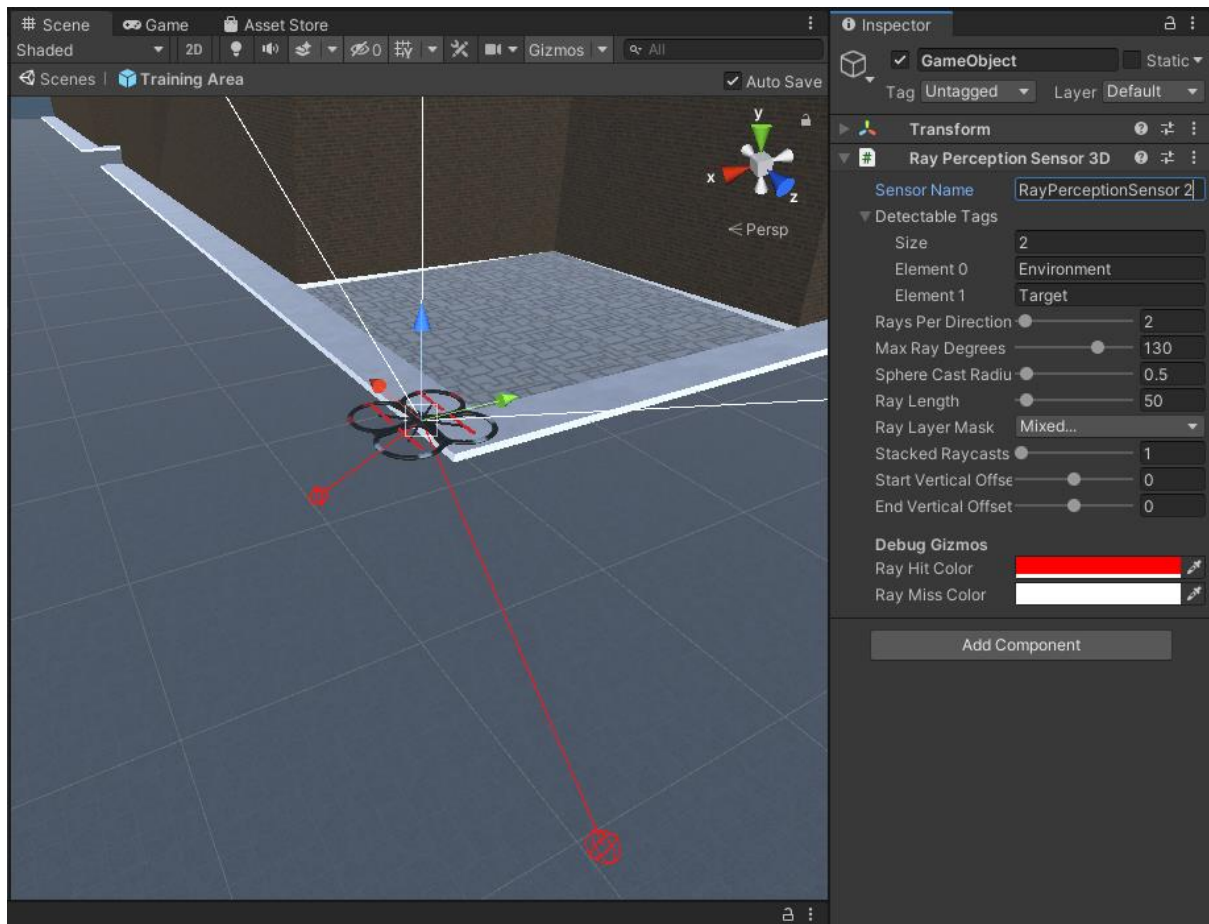 Scene Game Asset Store
Shaded 2D 0 Gizmos All
Scenes Training Area Auto Save
y
x
z
Persp
Inspector
GameObject Static
Tag Untagged Layer Default
Transform
# Ray Perception Sensor 3D
Sensor Name RayPerceptionSensor 2
Detectable Tags
Size 2
Element 0 Environment
Element 1 Target
Rays Per Direction 2
Max Ray Degrees 130
Sphere Cast Radiu 0.5
Ray Length 50
Ray Layer Mask Mixed...
Stacked Raycasts 1
Start Vertical Offse 0
End Vertical Offset 0
Debug Gizmos
Ray Hit Color
Ray Miss Color
Add Component